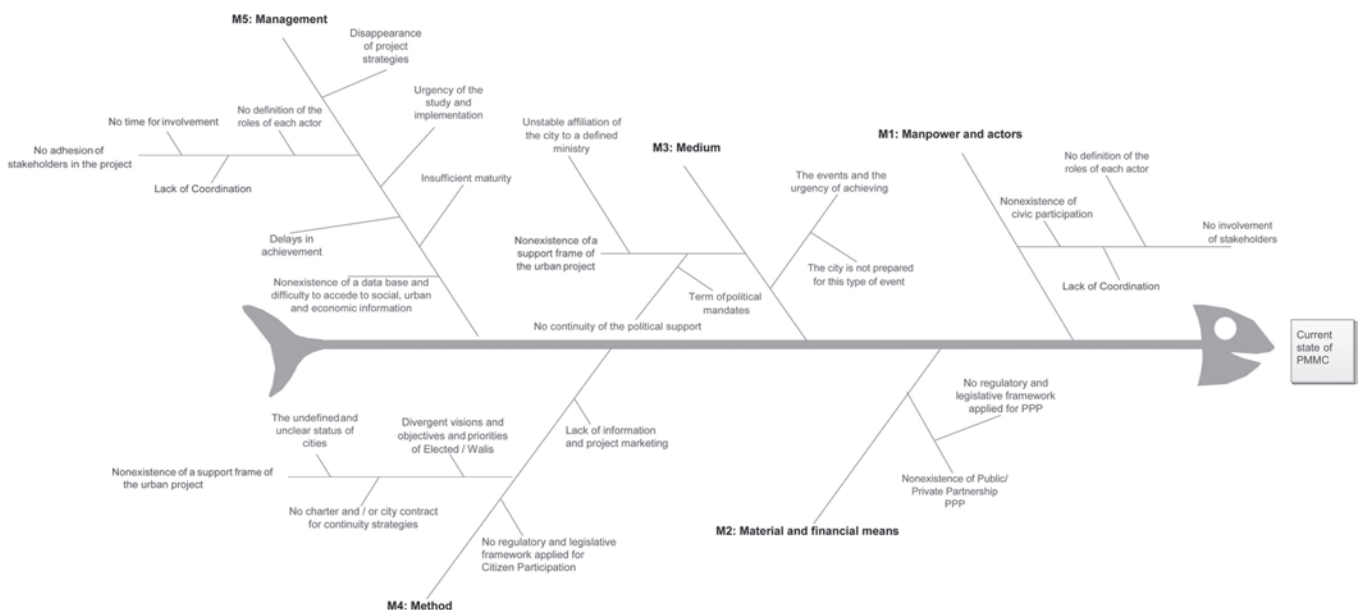 M5: Management
Disappearance
of project
strategies
Urgency of the
study and
implementation
No definition of the
roles of each actor
No time for involvement
No adhesion of
stakeholders in the project
Lack of Coordination
Insufficient maturity
Delays in
achievement
Nonexistence of a data base and
difficulty to accede to social, urban
and economic information
M3: Medium
Unstable affiliation of
the city to a defined
ministry
Nonexistence of a
support frame of
the urban project
Term of political
mandates
No continuity of the political support
The events and the
urgency of achieving
The city is not prepared
for this type of event
M1: Manpower and actors
No definition of the
roles of each actor
Nonexistence of
civic participation
No involvement
of stakeholders
Lack of Coordination
Current
state of
PMMC
The undefined and
unclear status of
cities
Divergent visions and
objectives and priorities
of Elected / Walis
Lack of information
and project marketing
Nonexistence of a support frame of
the urban project
No charter and / or city contract
for continuity strategies
No regulatory and legislative
framework applied for
Citizen Participation
M4: Method
No regulatory and
legislative framework
applied for PPP
Nonexistence of Public/
Private Partnership
PPP
M2: Material and financial means